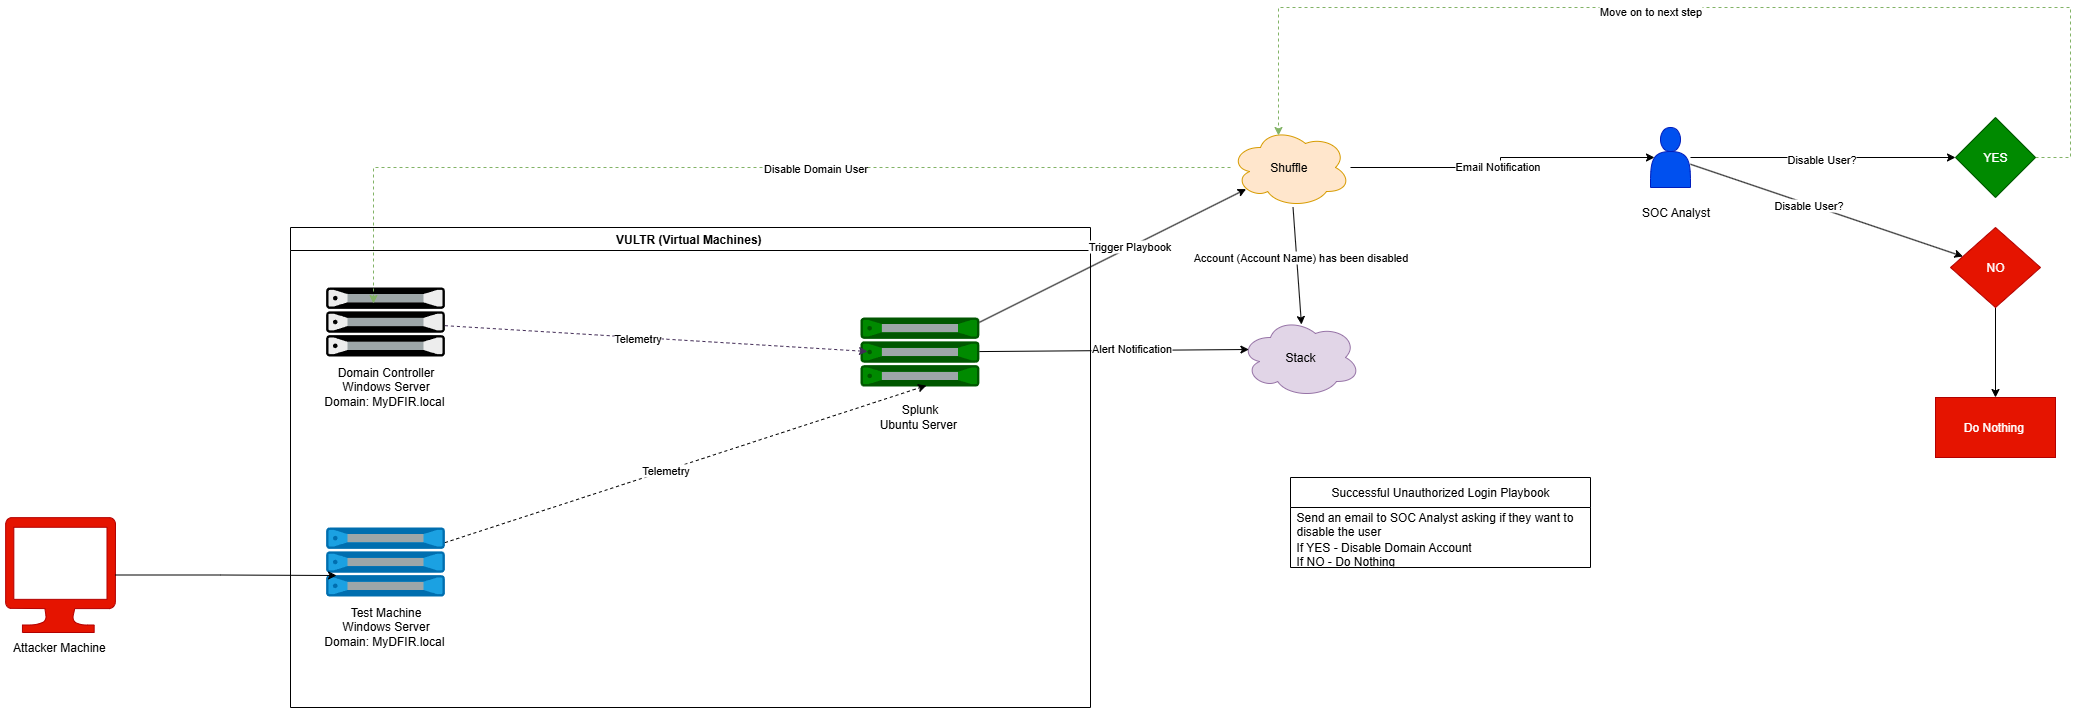 Move on to next step
Disable Domain User
Shuffle
Email Notification
Disable User?
YES
SOC Analyst
Disable User?
VULTR (Virtual Machines)
Trigger Playbook
Account (Account Name) has been disabled
NO
Telemetry
Alert Notification
Stack
Domain Controller
Windows Server
Domain: MyDFIR.local
Splunk
Ubuntu Server
Do Nothing
Telemetry
Successful Unauthorized Login Playbook
Send an email to SOC Analyst asking if they want to
disable the user
If YES - Disable Domain Account
If NO - Do Nothing
Test Machine
Windows Server
Domain: MyDFIR.local
Attacker Machine